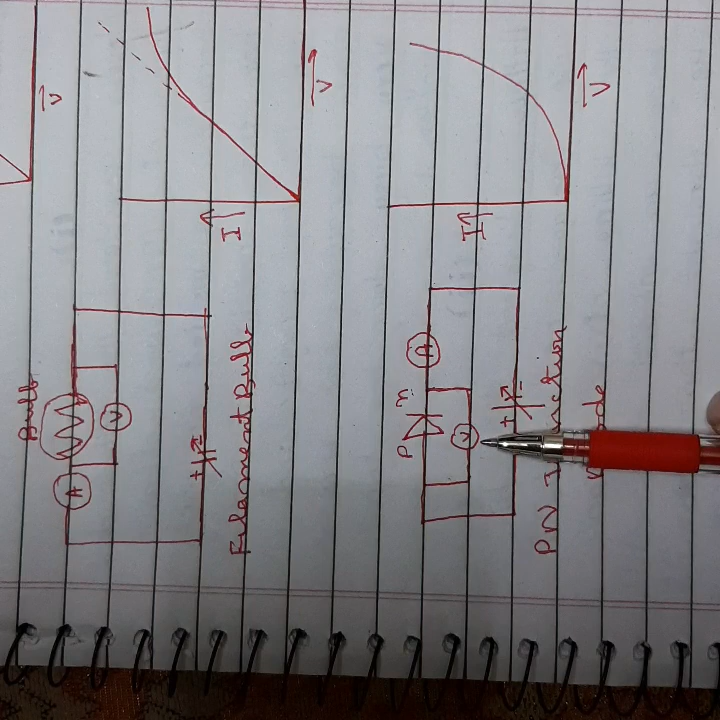 V
Bulb
A
V
+ -
Filament Bulb
I
V
P n
A
V
+ -
PN Junction
I
V